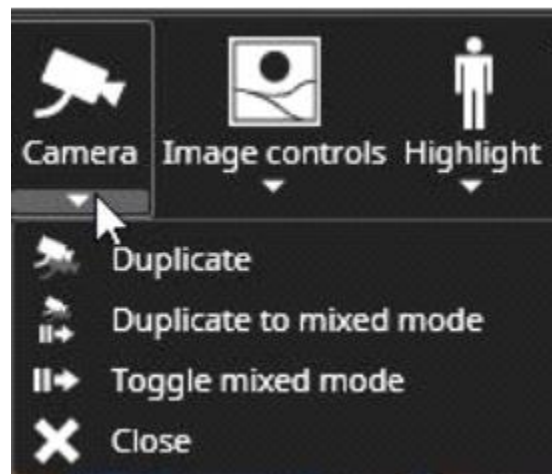 Camera Image controls Highlight
Duplicate
Duplicate to mixed mode
Toggle mixed mode
Close